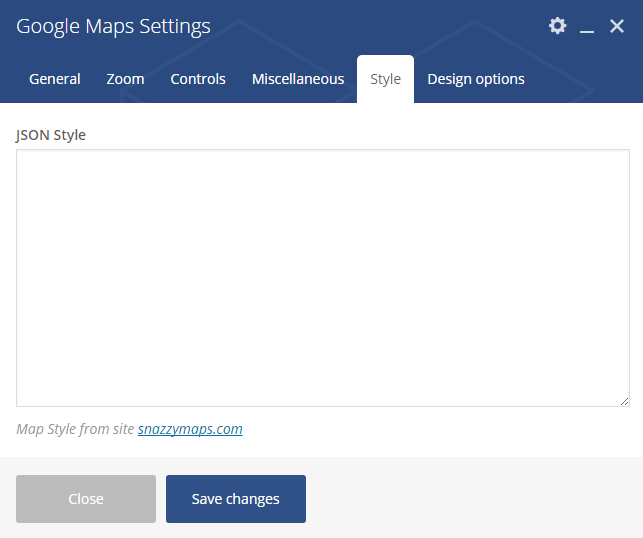 Google Maps Settings
General Zoom Controls Miscellaneous Style Design options
JSON Style
Map Style from site snazzymaps.com
Close Save changes